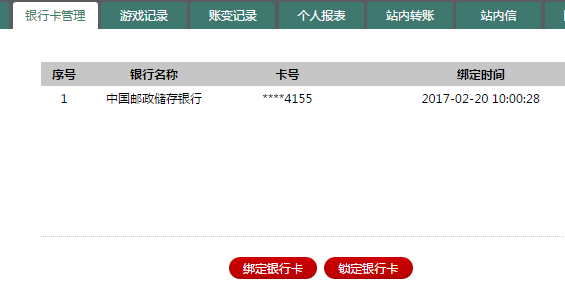 银行卡管理 游戏记录 账变记录 个人报表 站内转账 站内信
序号 银行名称 卡号 绑定时间
1 中国邮政储存银行 ****4155 2017-02-20 10:00:28
绑定银行卡 锁定银行卡